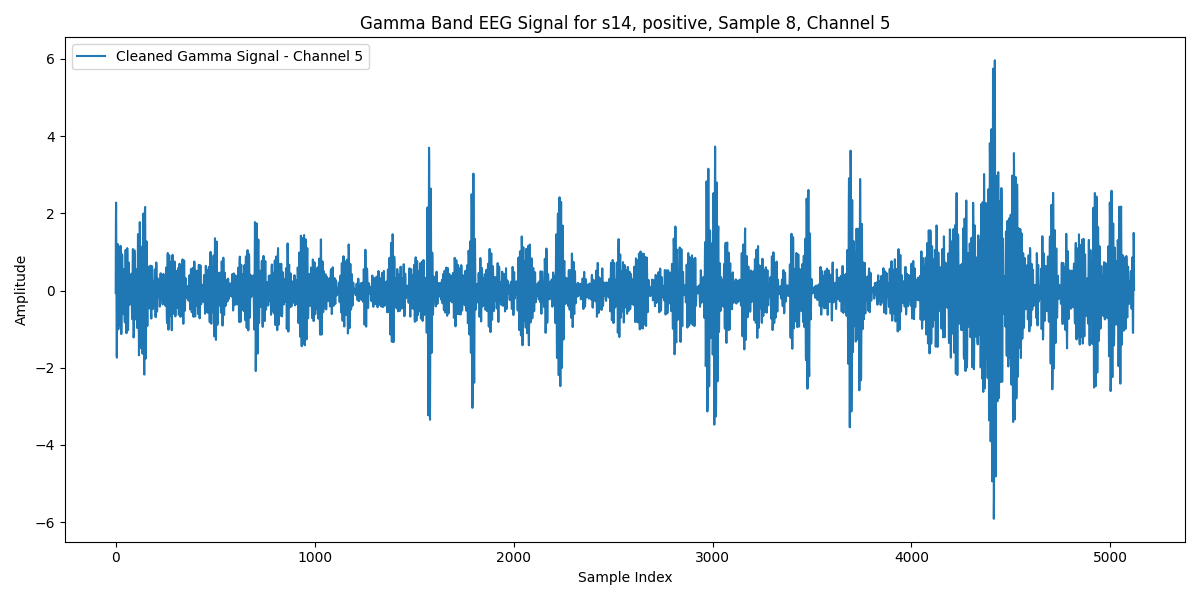 Gamma Band EEG Signal for s14, positive, Sample 8, Channel 5
Cleaned Gamma Signal - Channel 5
6
4
2
0
−2
−4
−6
Amplitude
0 1000 2000 3000 4000 5000
Sample Index